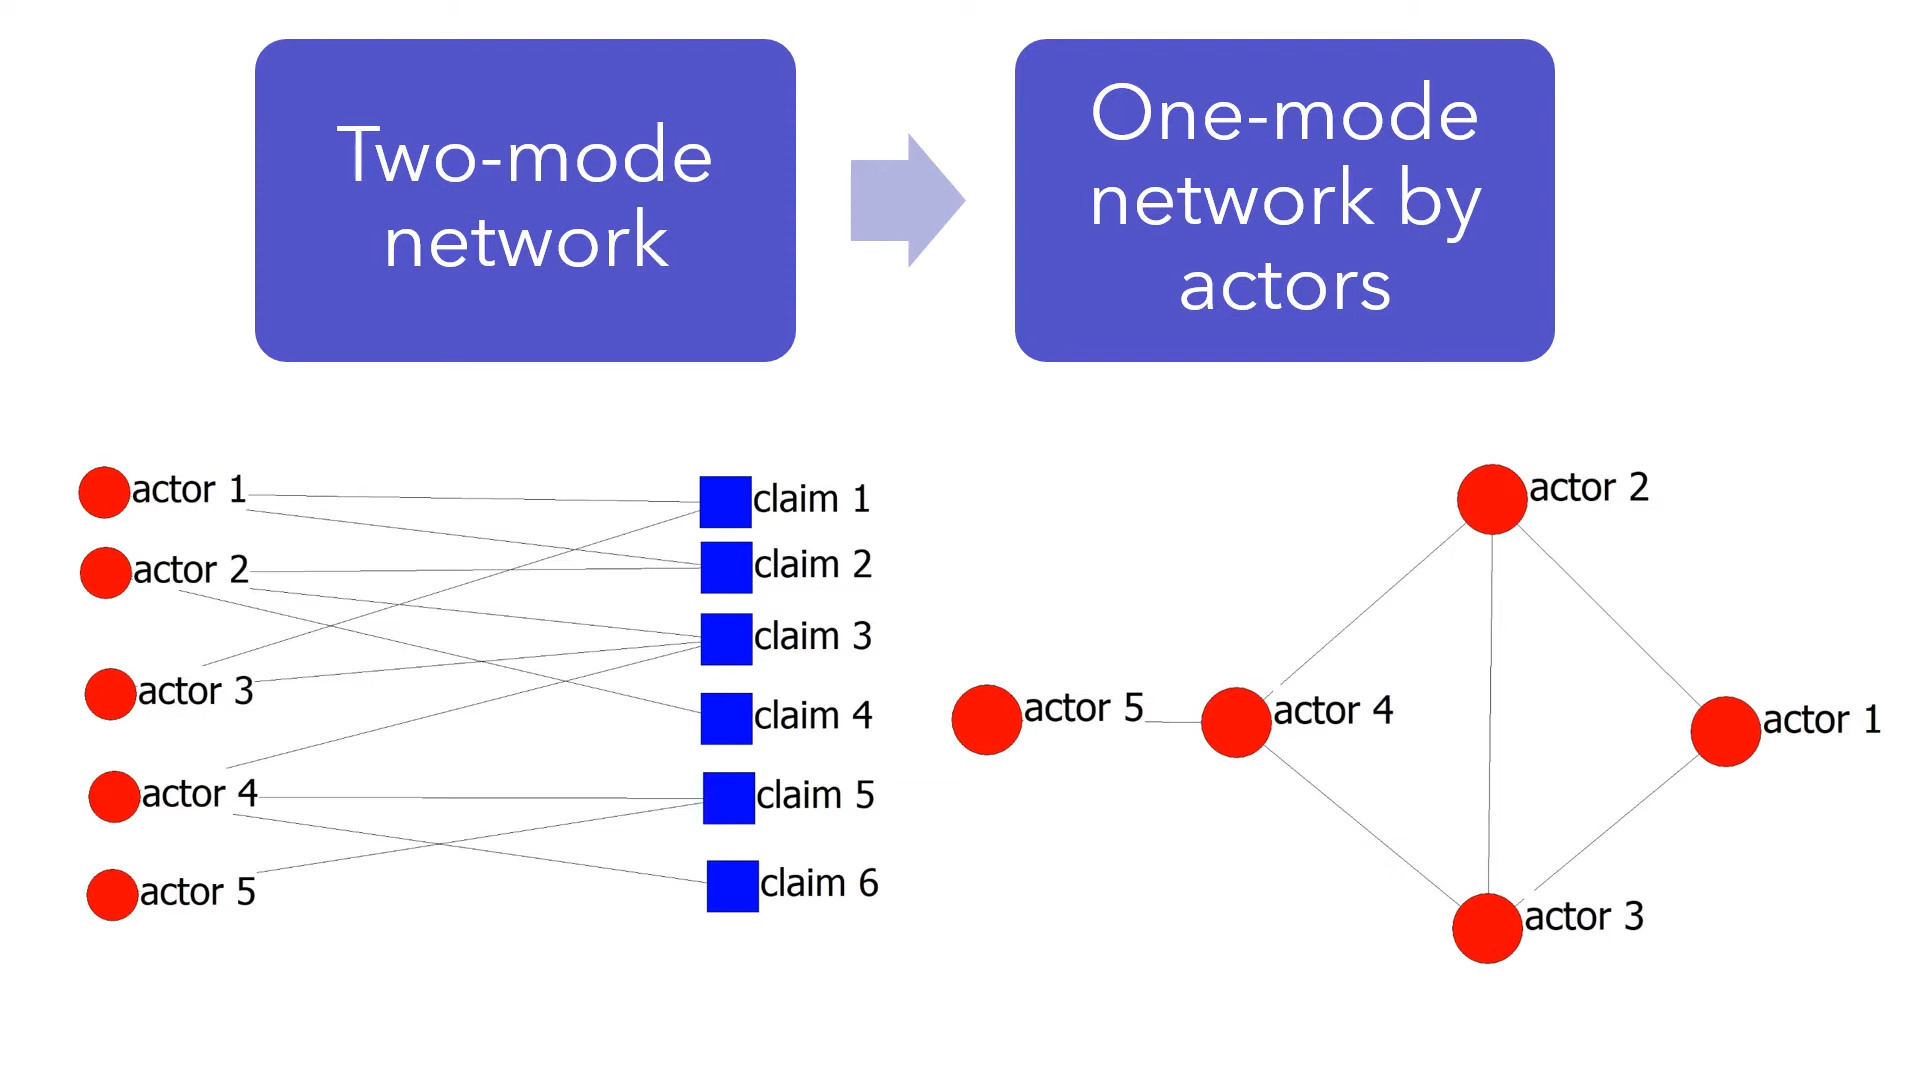 Two-mode
network
One-mode
network by
actors
actor 1
actor 2
actor 3
actor 4
actor 5
claim 1
claim 2
claim 3
claim 4
claim 5
claim 6
actor 2
actor 5
actor 4
actor 1
actor 3